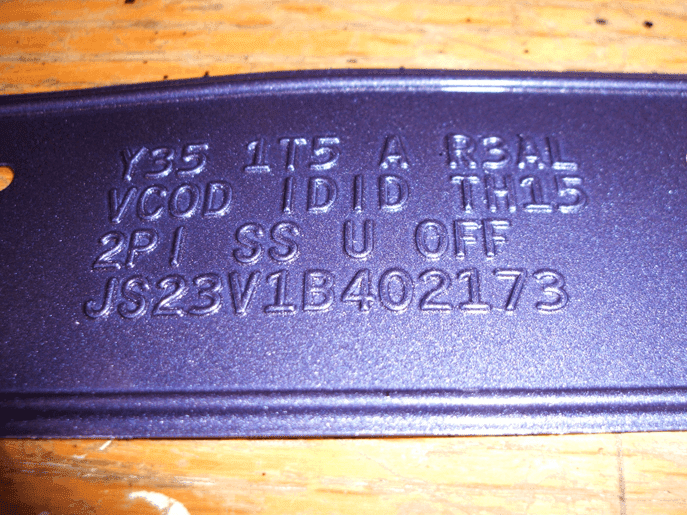 Y35 1T5 A R3AL
VCOD IDID TH15
2PI SS U OFF
JS23V1B402173